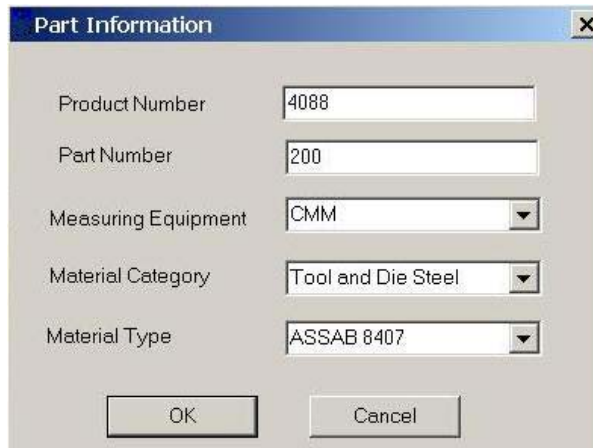 Part Information
Product Number 4088
Part Number 200
Measuring Equipment CMM
Material Category Tool and Die Steel
Material Type ASSAB 8407
OK Cancel